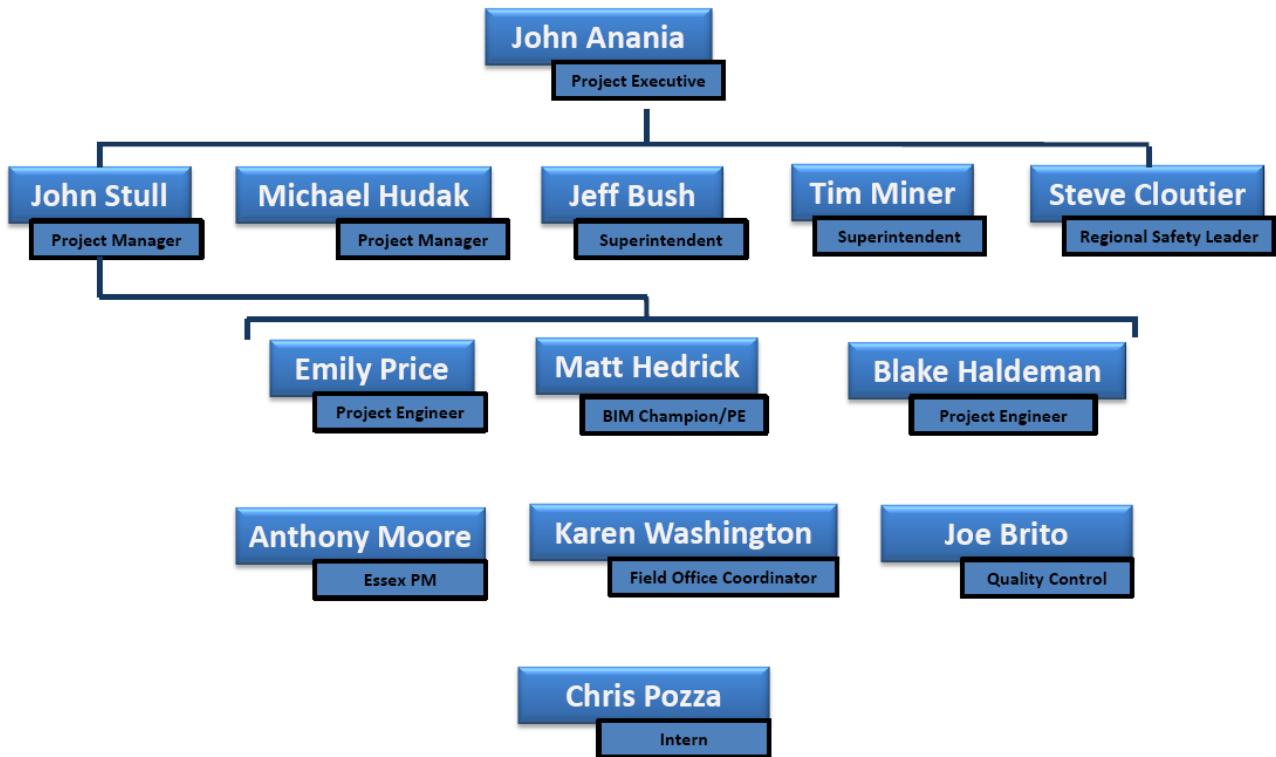 John Anania
Project Executive
John Stull
Project Manager
Michael Hudak
Project Manager
Jeff Bush
Superintendent
Tim Miner
Superintendent
Steve Cloutier
Regional Safety Leader
Emily Price
Project Engineer
Matt Hedrick
BIM Champion/PE
Blake Haldeman
Project Engineer
Anthony Moore
Essex PM
Karen Washington
Field Office Coordinator
Joe Brito
Quality Control
Chris Pozza
Intern